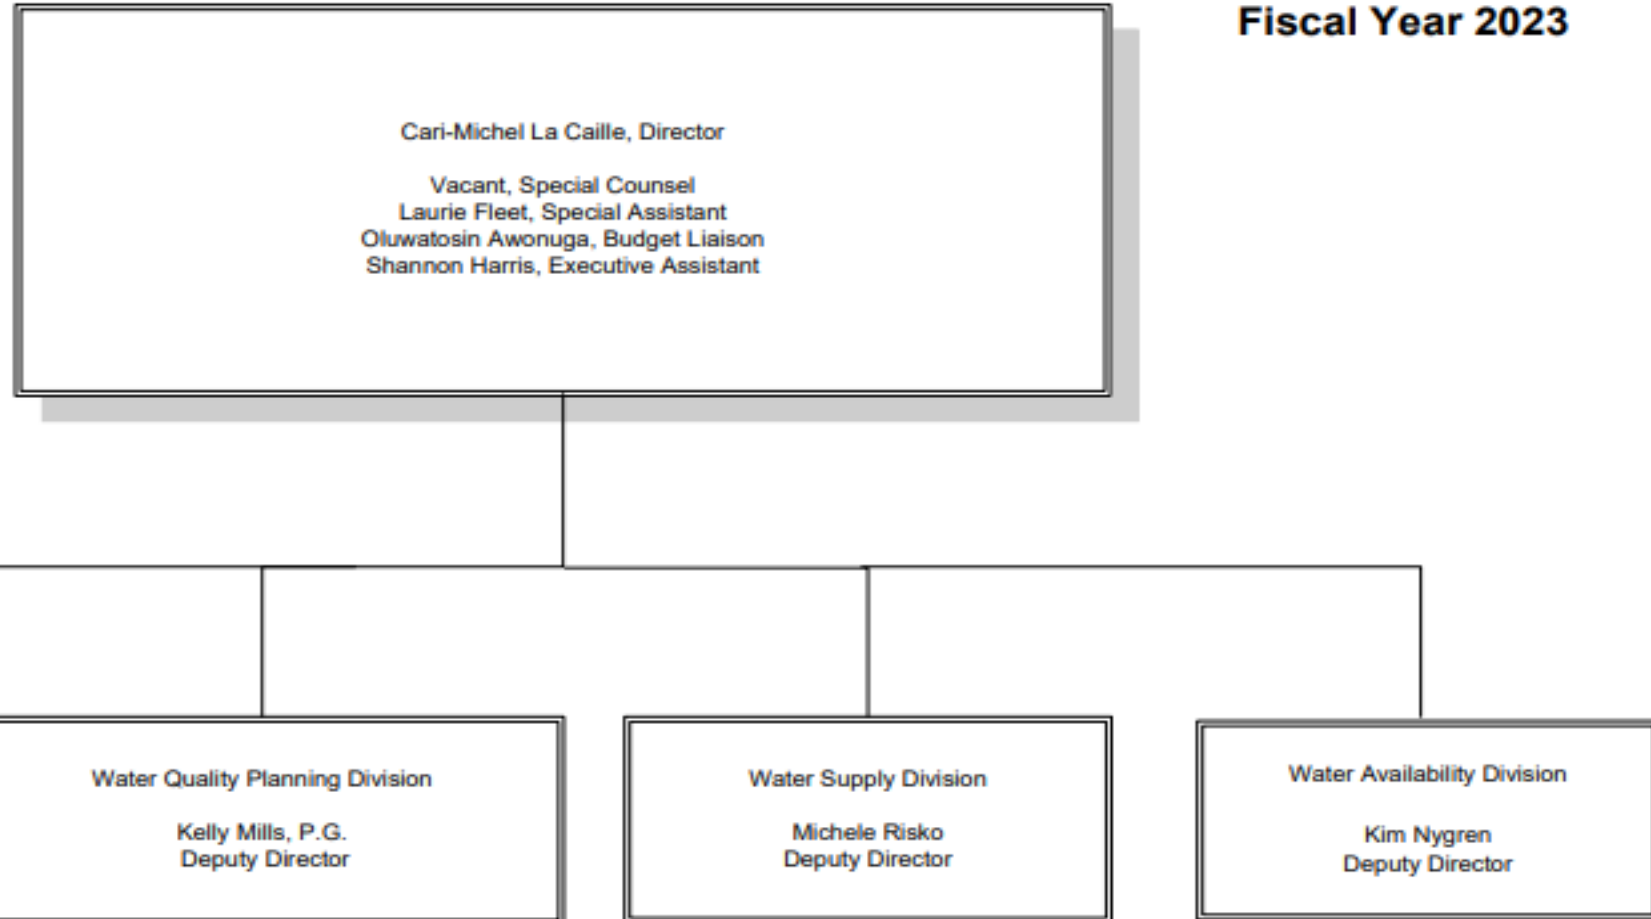 Fiscal Year 2023
Cari-Michel La Caille, Director
Vacant, Special Counsel
Laurie Fleet, Special Assistant
Oluwatosin Awonuga, Budget Liaison
Shannon Harris, Executive Assistant
Water Quality Planning Division
Kelly Mills, P.G.
Deputy Director
Water Supply Division
Michele Risko
Deputy Director
Water Availability Division
Kim Nygren
Deputy Director